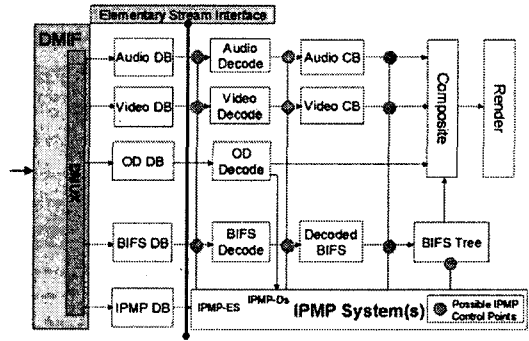 Elementary Stream Interface
DMIF
DMUX
Audio DB
Audio
Decode
Audio CB
Video DB
Video
Decode
Video CB
OD DB
OD
Decode
BIFS DB
BIFS
Decode
Decoded
BIFS
BIFS Tree
Composite
Render
IPMP DB
IPMP-ES
IPMP-Ds
IPMP System(s)
Possible IPMP
Control Points